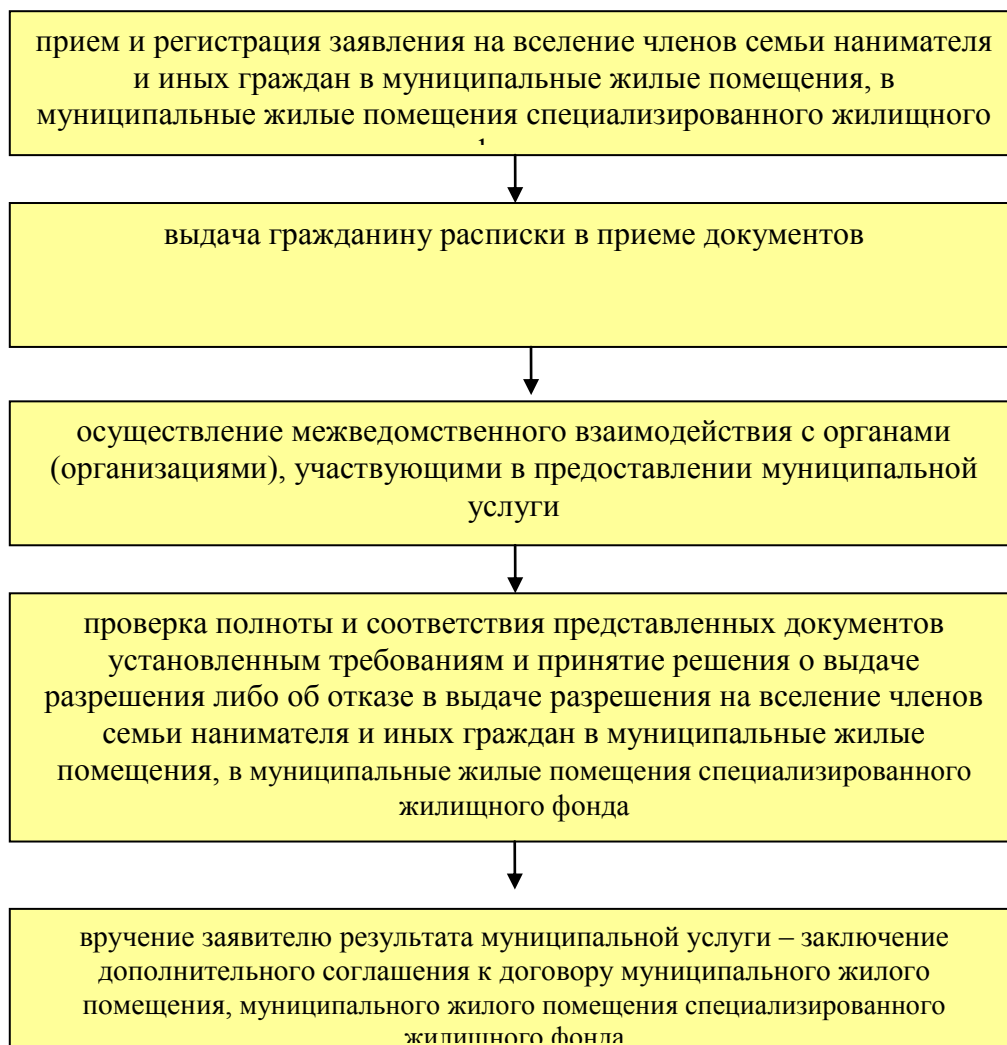 прием и регистрация заявления на вселение членов семьи нанимателя
и иных граждан в муниципальные жилые помещения, в
муниципальные жилые помещения специализированного жилищного
выдача гражданину расписки в приеме документов
осуществление межведомственного взаимодействия с органами
(организациями), участвующими в предоставлении муниципальной
услуги
проверка полноты и соответствия представленных документов
установленным требованиям и принятие решения о выдаче
разрешения либо об отказе в выдаче разрешения на вселение членов
семьи нанимателя и иных граждан в муниципальные жилые
помещения, в муниципальные жилые помещения специализированного
жилищного фонда
вручение заявителю результата муниципальной услуги – заключение
дополнительного соглашения к договору муниципального жилого
помещения, муниципального жилого помещения специализированного
жилищного фонда